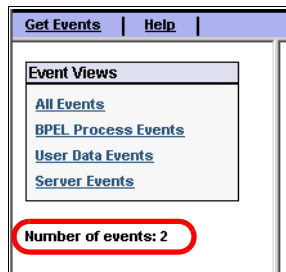 Get Events | Help |
Event Views
All Events
BPEL Process Events
User Data Events
Server Events
Number of events: 2